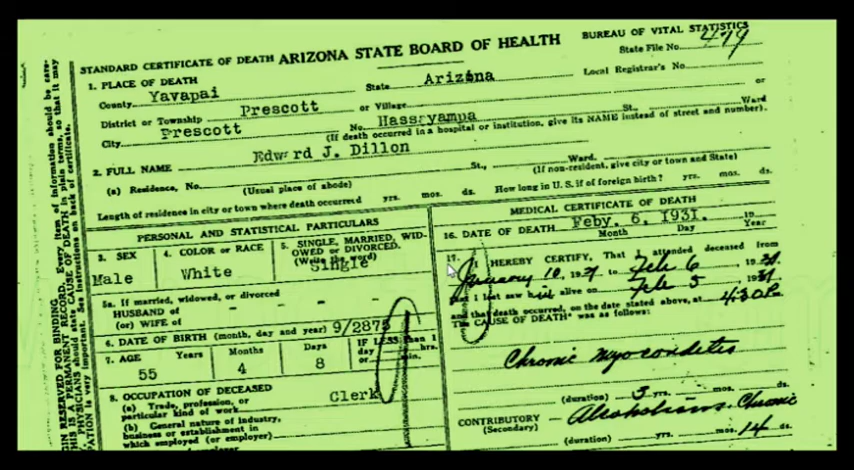 BUREAU OF VITAL STATISTICS
STANDARD CERTIFICATE OF DEATH ARIZONA STATE BOARD OF HEALTH
State File No. 479
1. PLACE OF DEATH
Local Registrar's No.
County Yavapai State Arizona
District or Township Prescott or Village or
City Prescott No. Hassayampa St., Ward
(If death occurred in a hospital or institution, give its NAME instead of street and number).
2. FULL NAME Edw rd J. Dillon
(a) Residence, No. St., Ward.
(Usual place of abode) (If non-resident, give city or town and State)
Length of residence in city or town where death occurred yrs. mos. ds. How long in U. S. if of foreign birth? yrs. mos. ds.
PERSONAL AND STATISTICAL PARTICULARS
3. SEX Male
4. COLOR or RACE White
5. SINGLE, MARRIED, WIDOWED or DIVORCED.
(Write the word) Single
5a. If married, widowed, or divorced
HUSBAND of
(or) WIFE of
6. DATE OF BIRTH (month, day and year) 9/2875
7. AGE Years Months Days IF LESS than 1
55 4 8 day hrs.
or min.
8. OCCUPATION OF DECEASED
(a) Trade, profession, or
particular kind of work Clerk
(b) General nature of industry,
business or establishment in
which employed (or employer)
MEDICAL CERTIFICATE OF DEATH
16. DATE OF DEATH Feby. 6, 1931. 19
Month Day Year
17. I HEREBY CERTIFY, That I attended deceased from
January 10, 1931 to Feb 6 1931
that I last saw him alive on Feb 5 1931
and that death occurred, on the date stated above, at 4:30 P.
The CAUSE OF DEATH* was as follows:
Chronic myocarditis
(duration) 3 yrs. mos. ds.
CONTRIBUTORY Alcoholism Chronic
(Secondary)
(duration) yrs. mos. 14 ds.